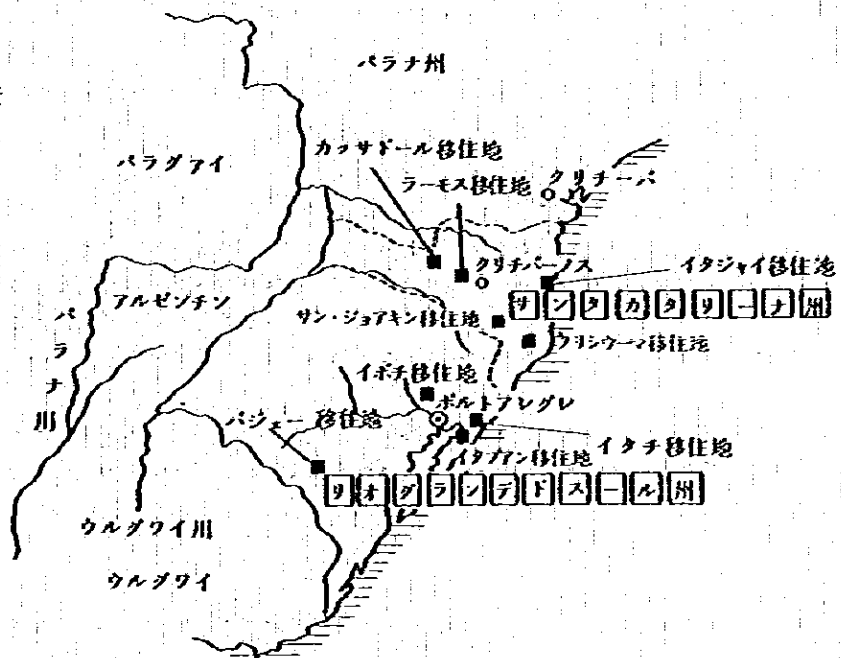 パラナ州
カッサドール移住地
パラグァイ
ラーモス移住地
クリチーバ
クリチバーノス
イタジャイ移住地
アルゼンチン
サンタカタリーナ州
サン・ジョアキン移住地
パラナ川
ウリシウーマ移住地
イボチ移住地
ポルトアレグレ
バジェー移住地
イタチ移住地
イタプアン移住地
リオグランデドスール州
ウルグワイ川
ウルグワイ